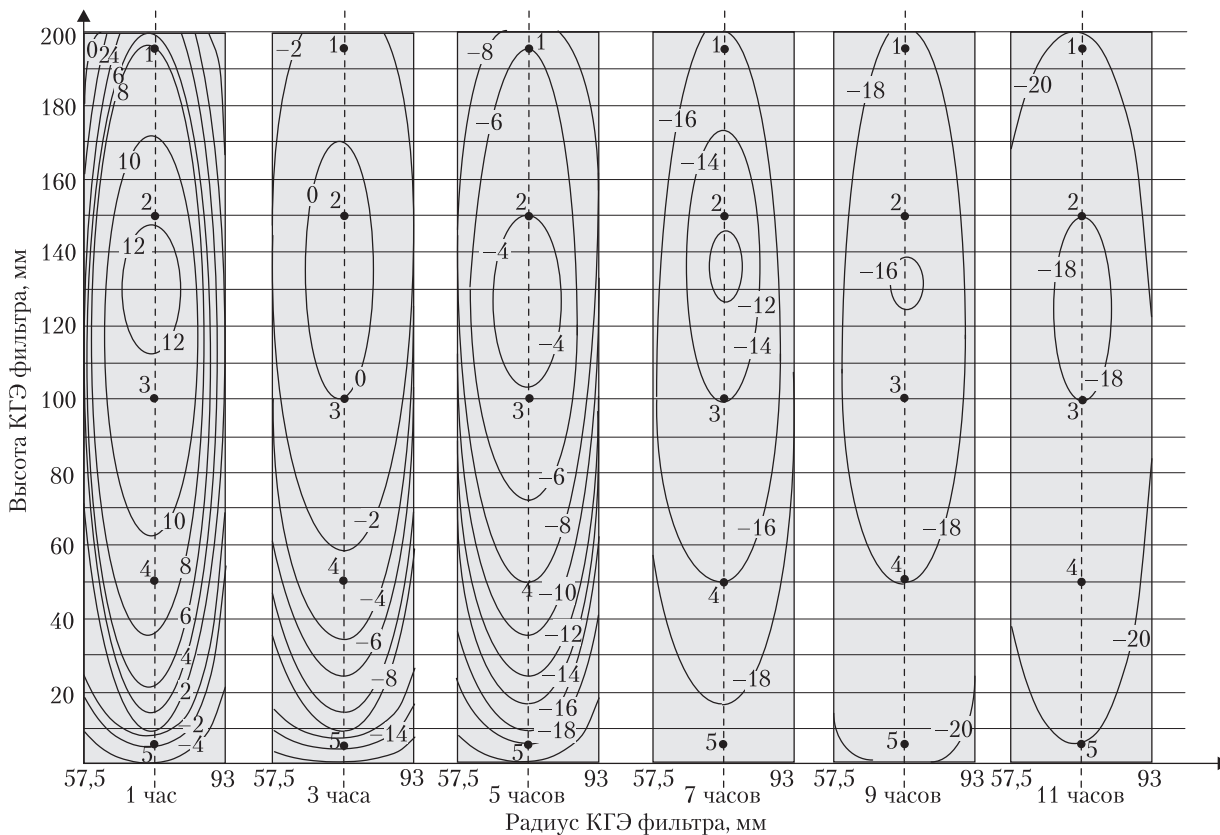 Высота КГЭ фильтра, мм
200
180
160
140
120
100
80
60
40
20
0 2 4 6 8 10 12 12 10 8 6 4 2 −2 −4
1 2 3 4 5
−2 0 0 −2 −4 −6 −8 −14
1 2 3 4 5
−8 −6 −4 −4 −6 −8 −10 −12 −14 −16 −18
1 2 3 4 5
−16 −14 −12 −14 −16 −18
1 2 3 4 5
−18 −16 −18 −20
1 2 3 4 5
−20 −18 −18 −20
1 2 3 4 5
57,5 93 57,5 93 57,5 93 57,5 93 57,5 93 57,5 93
1 час 3 часа 5 часов 7 часов 9 часов 11 часов
Радиус КГЭ фильтра, мм